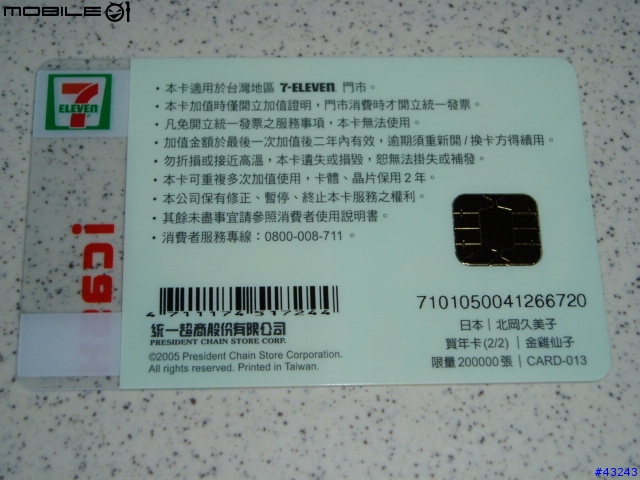 MOBILE01
7
ELEVEN
icash
・本卡適用於台灣地區 7-ELEVEN 門市。
・本卡加值時僅開立加值證明，門市消費時才開立統一發票。
・凡免開立統一發票之服務事項，本卡無法使用。
・加值金額於最後一次加值後二年內有效，逾期須重新開/換卡方得續用。
・勿折損或接近高溫，本卡遺失或損毀，恕無法掛失或補發。
・本卡可重複多次加值使用，卡體、晶片保用2年。
・本公司保有修正、暫停、終止本卡服務之權利。
・其餘未盡事宜請參照消費者使用說明書。
・消費者服務專線：0800-008-711。
4711174517244
統一超商股份有限公司
PRESIDENT CHAIN STORE CORP.
©2005 President Chain Store Corporation.
All rights reserved. Printed in Taiwan.
7101050041266720
日本｜北岡久美子
賀年卡(2/2)｜金雞仙子
限量200000張｜CARD-013
#43243